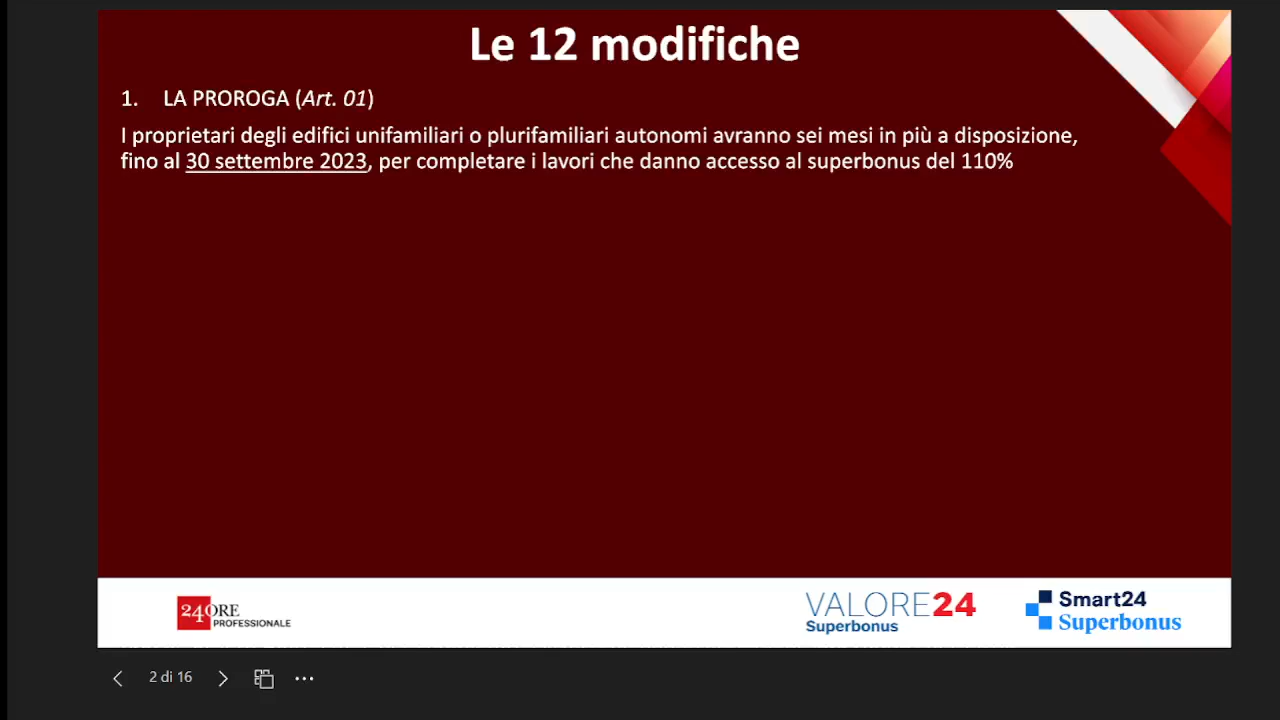 Le 12 modifiche
1. LA PROROGA (Art. 01)
I proprietari degli edifici unifamiliari o plurifamiliari autonomi avranno sei mesi in più a disposizione,
fino al 30 settembre 2023, per completare i lavori che danno accesso al superbonus del 110%
24ORE
PROFESSIONALE
VALORE24
Superbonus
Smart24
Superbonus
2 di 16